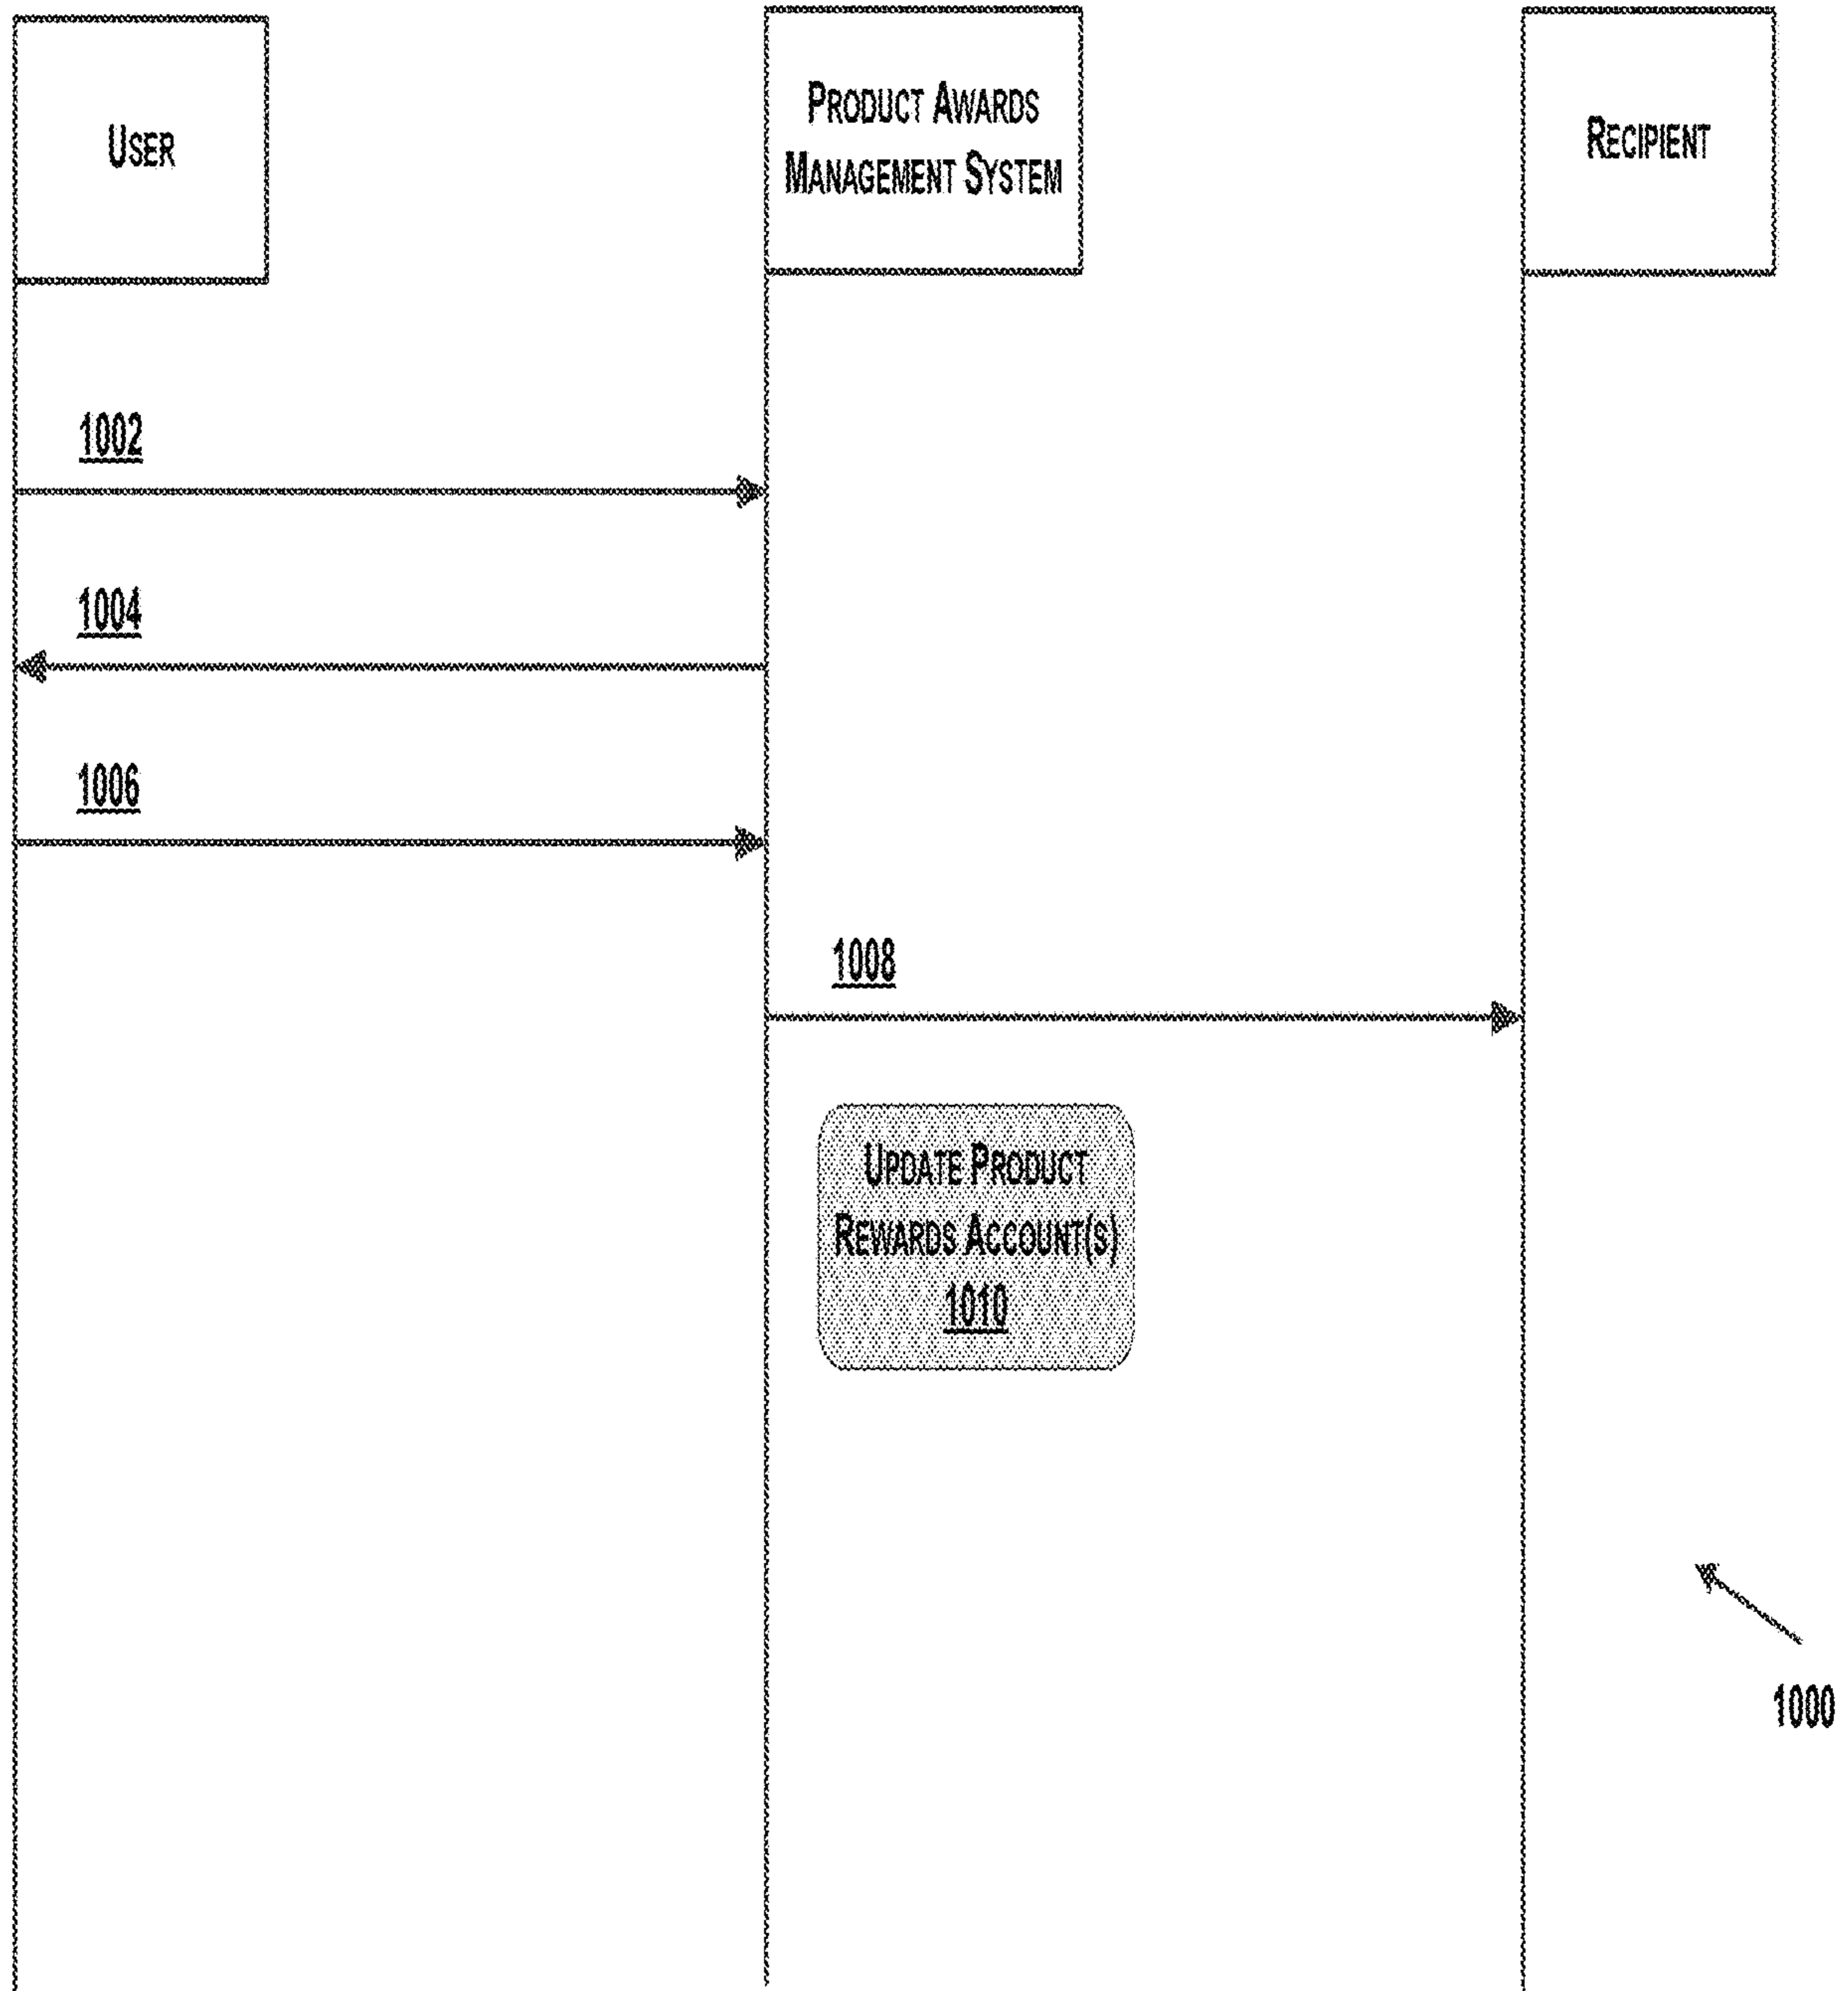 USER
PRODUCT AWARDS
MANAGEMENT SYSTEM
RECIPIENT
1002
1004
1006
1008
UPDATE PRODUCT
REWARDS ACCOUNT(S)
1010
1000